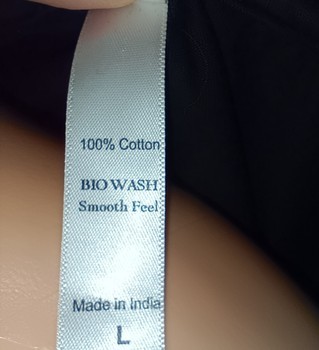 100% Cotton
BIO WASH
Smooth Feel
Made in India
L